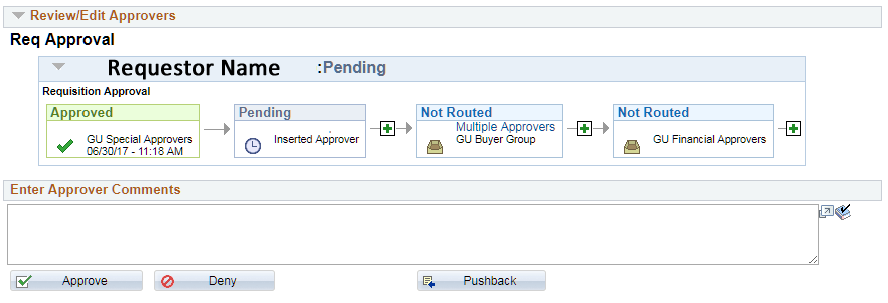 Review/Edit Approvers
Req Approval
Requestor Name :Pending
Requisition Approval
Approved Pending Not Routed Not Routed
GU Special Approvers
06/30/17 - 11:18 AM
Inserted Approver
Multiple Approvers
GU Buyer Group
GU Financial Approvers
Enter Approver Comments
Approve Deny Pushback